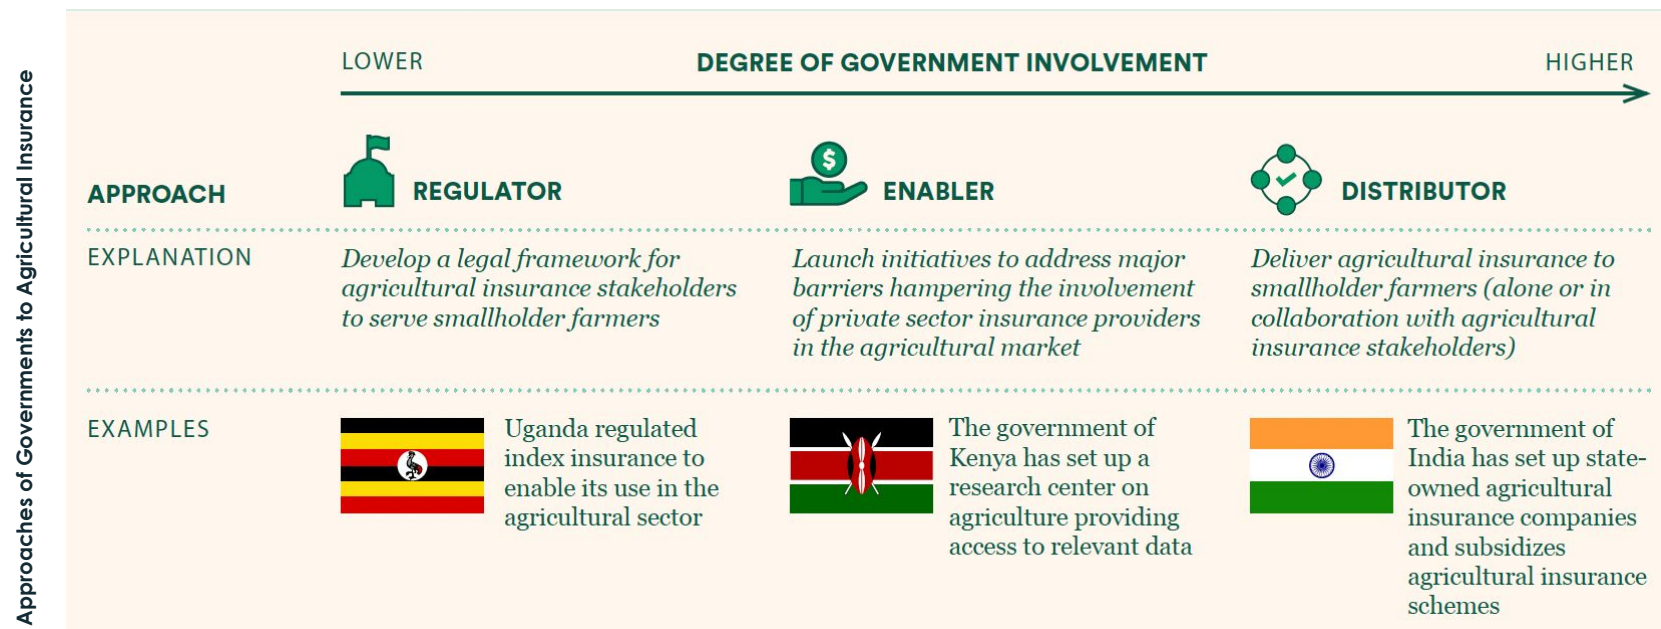 Approaches of Governments to Agricultural Insurance
LOWER
DEGREE OF GOVERNMENT INVOLVEMENT
HIGHER
APPROACH
REGULATOR
$
ENABLER
DISTRIBUTOR
EXPLANATION
Develop a legal framework for
agricultural insurance stakeholders
to serve smallholder farmers
Launch initiatives to address major
barriers hampering the involvement
of private sector insurance providers
in the agricultural market
Deliver agricultural insurance to
smallholder farmers (alone or in
collaboration with agricultural
insurance stakeholders)
EXAMPLES
Uganda regulated
index insurance to
enable its use in the
agricultural sector
The government of
Kenya has set up a
research center on
agriculture providing
access to relevant data
The government of
India has set up state-
owned agricultural
insurance companies
and subsidizes
agricultural insurance
schemes